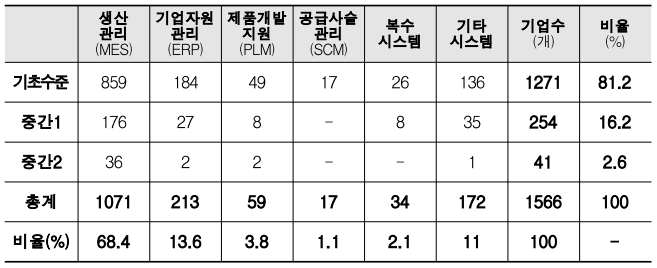 생산 관리 (MES) 기업자원 관리 (ERP) 제품개발 지원 (PLM) 공급사슬 관리 (SCM) 복수 시스템 기타 시스템 기업수 (개) 비율 (%)
기초수준 859 184 49 17 26 136 1271 81.2
중간1 176 27 8 – 8 35 254 16.2
중간2 36 2 2 – – 1 41 2.6
총계 1071 213 59 17 34 172 1566 100
비율(%) 68.4 13.6 3.8 1.1 2.1 11 100 –